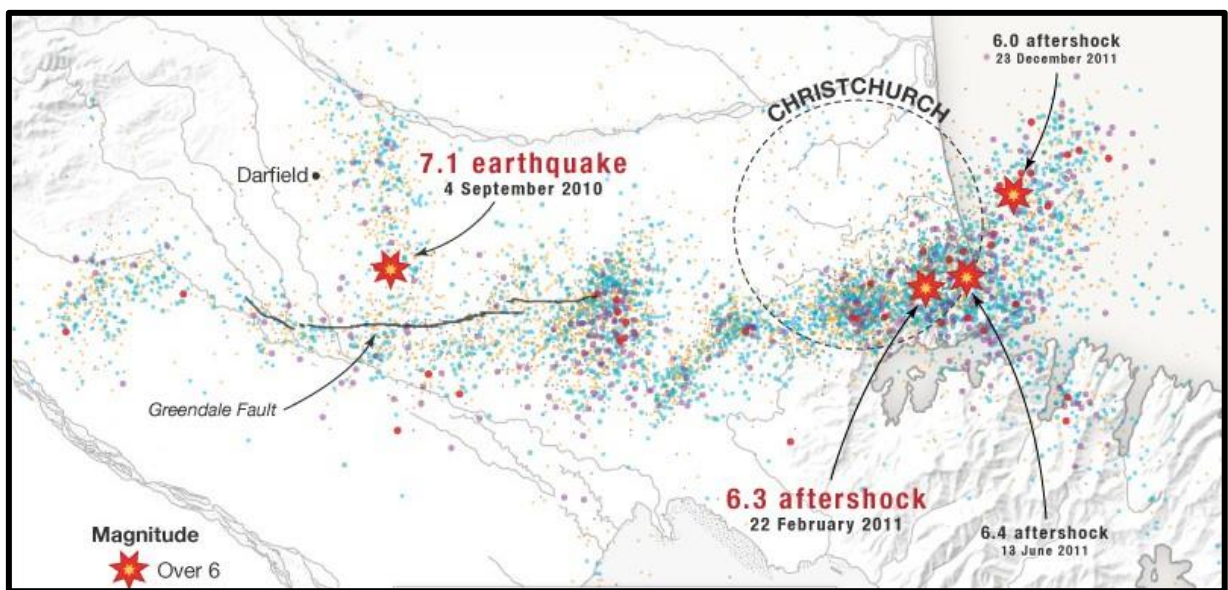 6.0 aftershock
23 December 2011
CHRISTCHURCH
7.1 earthquake
4 September 2010
Darfield
Greendale Fault
6.3 aftershock
22 February 2011
6.4 aftershock
13 June 2011
Magnitude
Over 6